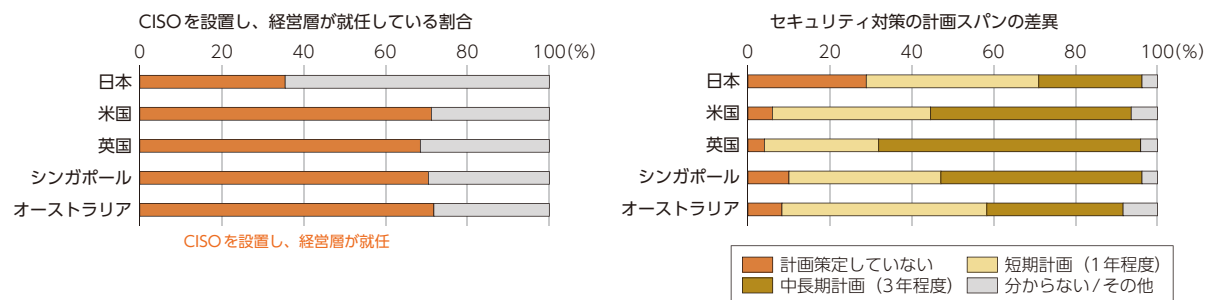 CISOを設置し、経営層が就任している割合
0 20 40 60 80 100(%)
日本
米国
英国
シンガポール
オーストラリア
CISOを設置し、経営層が就任
セキュリティ対策の計画スパンの差異
0 20 40 60 80 100(%)
日本
米国
英国
シンガポール
オーストラリア
計画策定していない 短期計画（1年程度）
中長期計画（3年程度） 分からない/その他